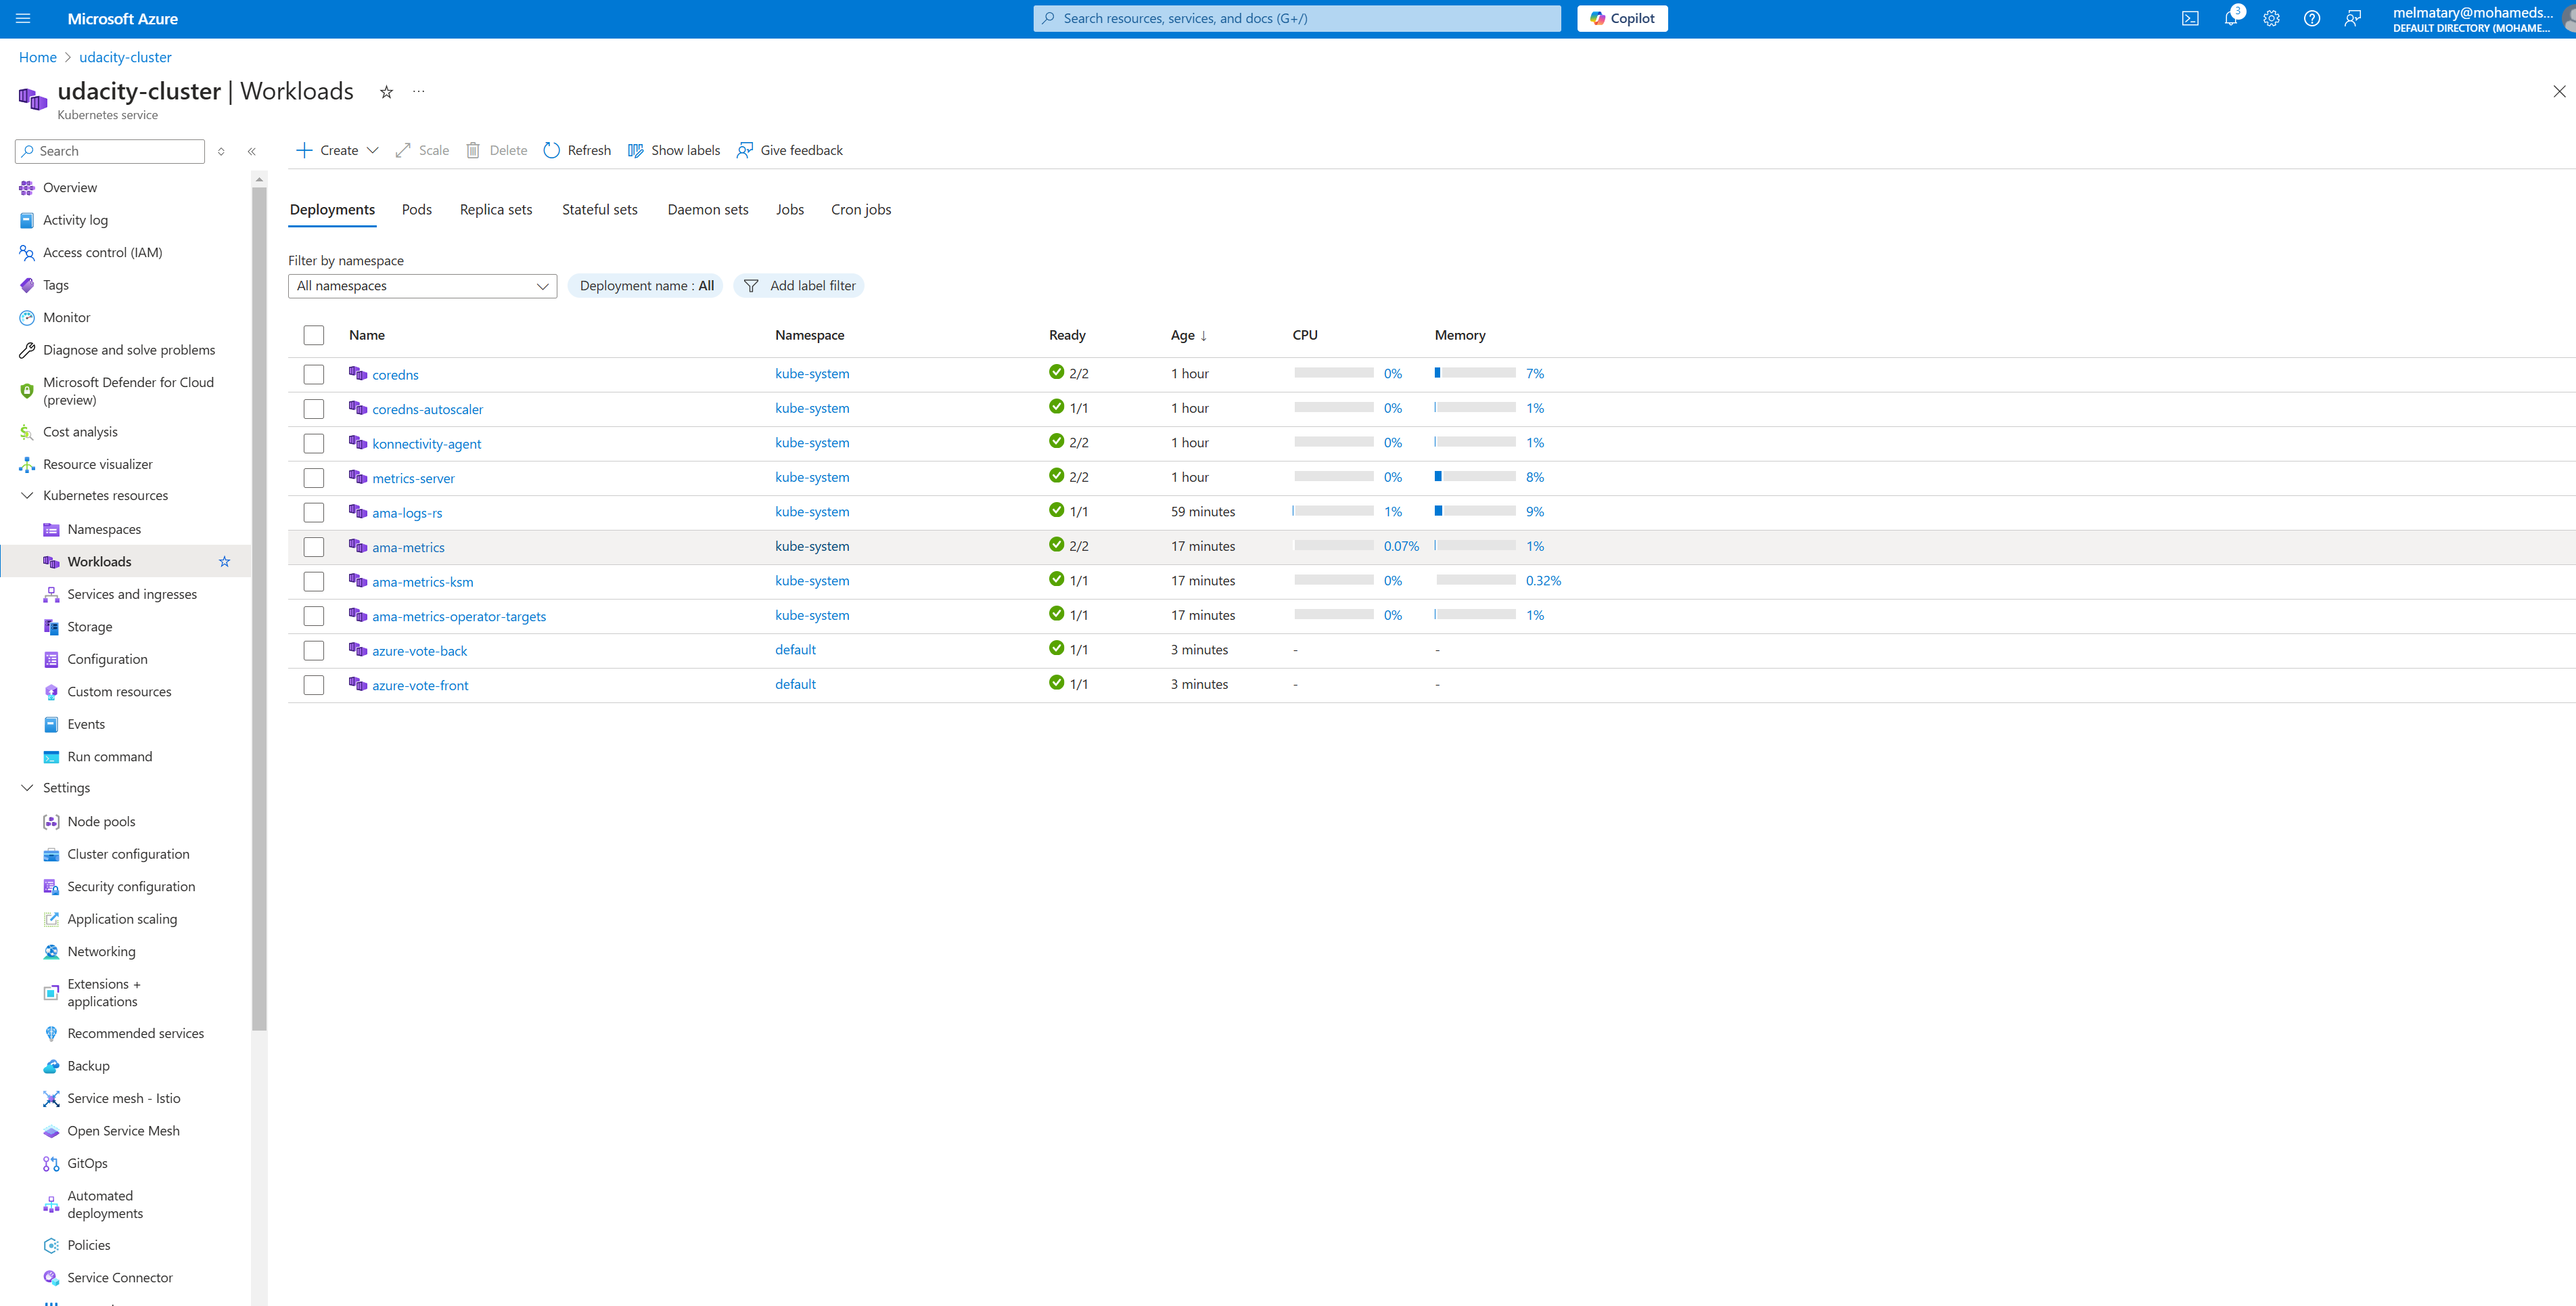 Microsoft Azure
Search resources, services, and docs (G+/)
Copilot
3
melmatary@mohameds...
DEFAULT DIRECTORY (MOHAME...
Home > udacity-cluster
udacity-cluster | Workloads
Kubernetes service
Search
Create
Scale
Delete
Refresh
Show labels
Give feedback
Overview
Activity log
Access control (IAM)
Tags
Monitor
Diagnose and solve problems
Microsoft Defender for Cloud
(preview)
Cost analysis
Resource visualizer
Kubernetes resources
Namespaces
Workloads
Services and ingresses
Storage
Configuration
Custom resources
Events
Run command
Settings
Node pools
Cluster configuration
Security configuration
Application scaling
Networking
Extensions +
applications
Recommended services
Backup
Service mesh - Istio
Open Service Mesh
GitOps
Automated
deployments
Policies
Service Connector
Deployments Pods Replica sets Stateful sets Daemon sets Jobs Cron jobs
Filter by namespace
All namespaces
Deployment name : All
Add label filter
Name Namespace Ready Age ↓ CPU Memory
coredns kube-system 2/2 1 hour 0% 7%
coredns-autoscaler kube-system 1/1 1 hour 0% 1%
konnectivity-agent kube-system 2/2 1 hour 0% 1%
metrics-server kube-system 2/2 1 hour 0% 8%
ama-logs-rs kube-system 1/1 59 minutes 1% 9%
ama-metrics kube-system 2/2 17 minutes 0.07% 1%
ama-metrics-ksm kube-system 1/1 17 minutes 0% 0.32%
ama-metrics-operator-targets kube-system 1/1 17 minutes 0% 1%
azure-vote-back default 1/1 3 minutes - -
azure-vote-front default 1/1 3 minutes - -